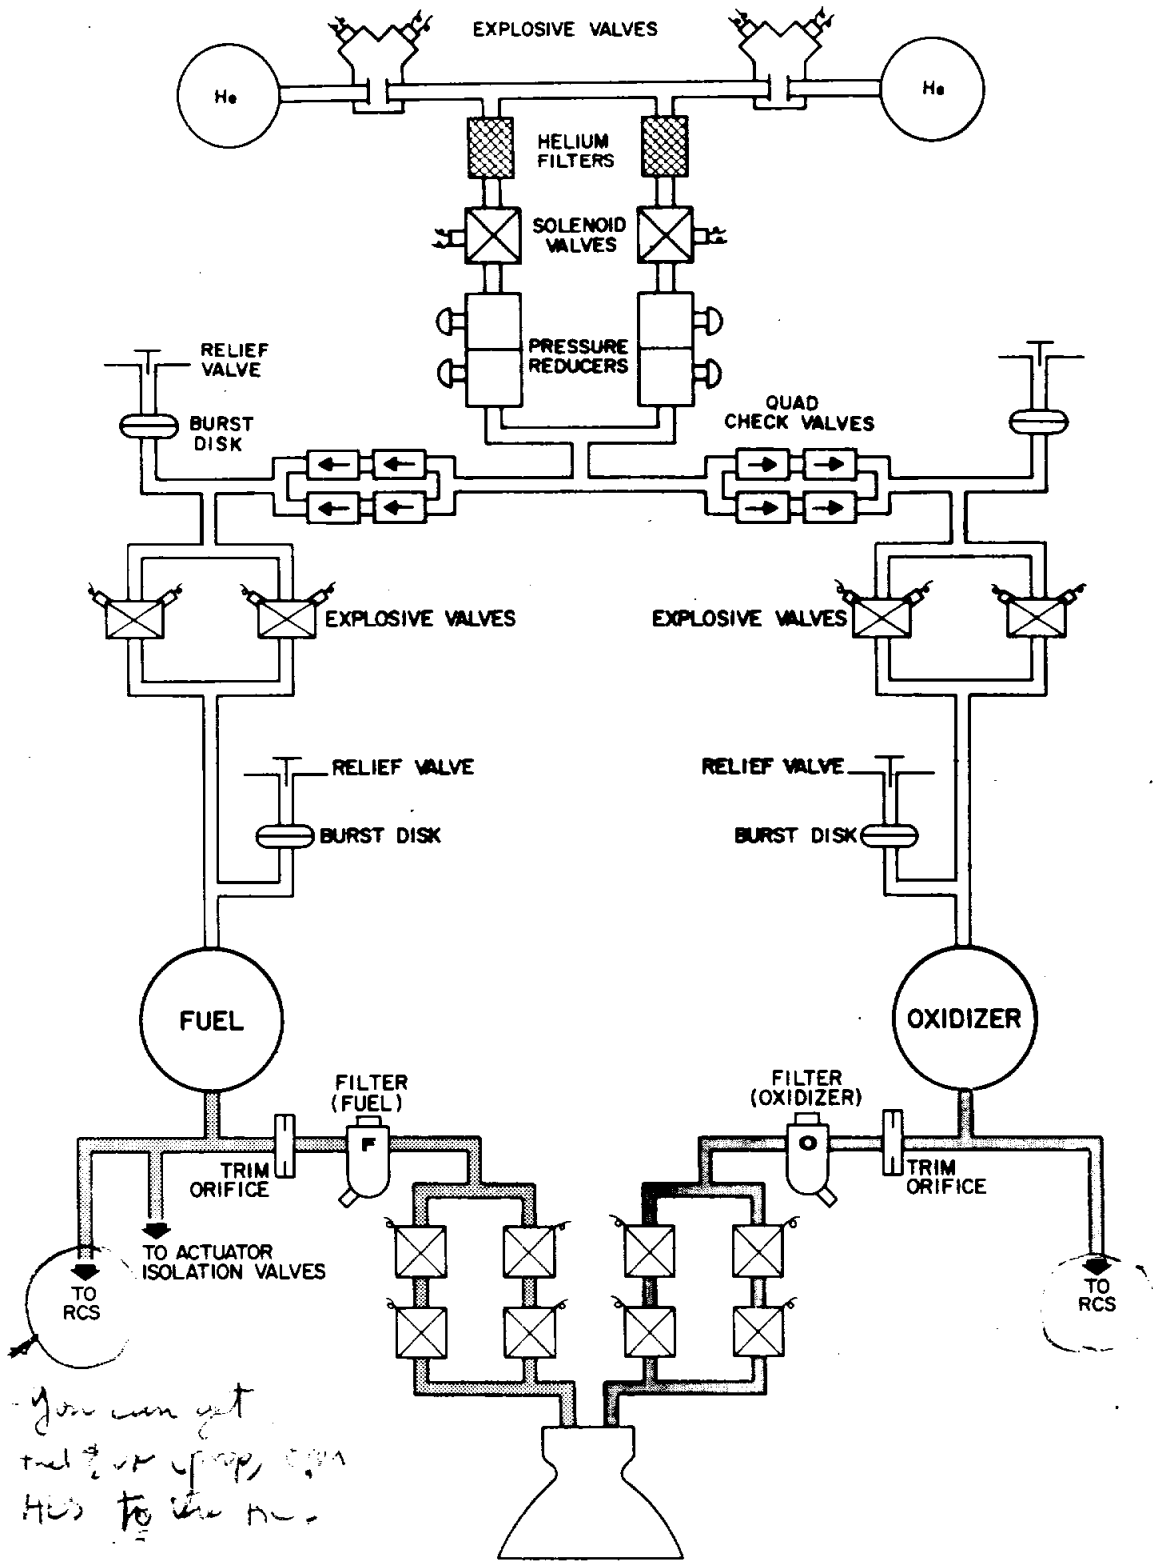 EXPLOSIVE VALVES
He
He
HELIUM
FILTERS
SOLENOID
VALVES
PRESSURE
REDUCERS
RELIEF
VALVE
BURST
DISK
QUAD
CHECK VALVES
EXPLOSIVE VALVES
EXPLOSIVE VALVES
RELIEF VALVE
RELIEF VALVE
BURST DISK
BURST DISK
FUEL
OXIDIZER
FILTER
(FUEL)
FILTER
(OXIDIZER)
F
O
TRIM
ORIFICE
TRIM
ORIFICE
TO ACTUATOR
ISOLATION VALVES
TO
RCS
TO
RCS
You can get
to the